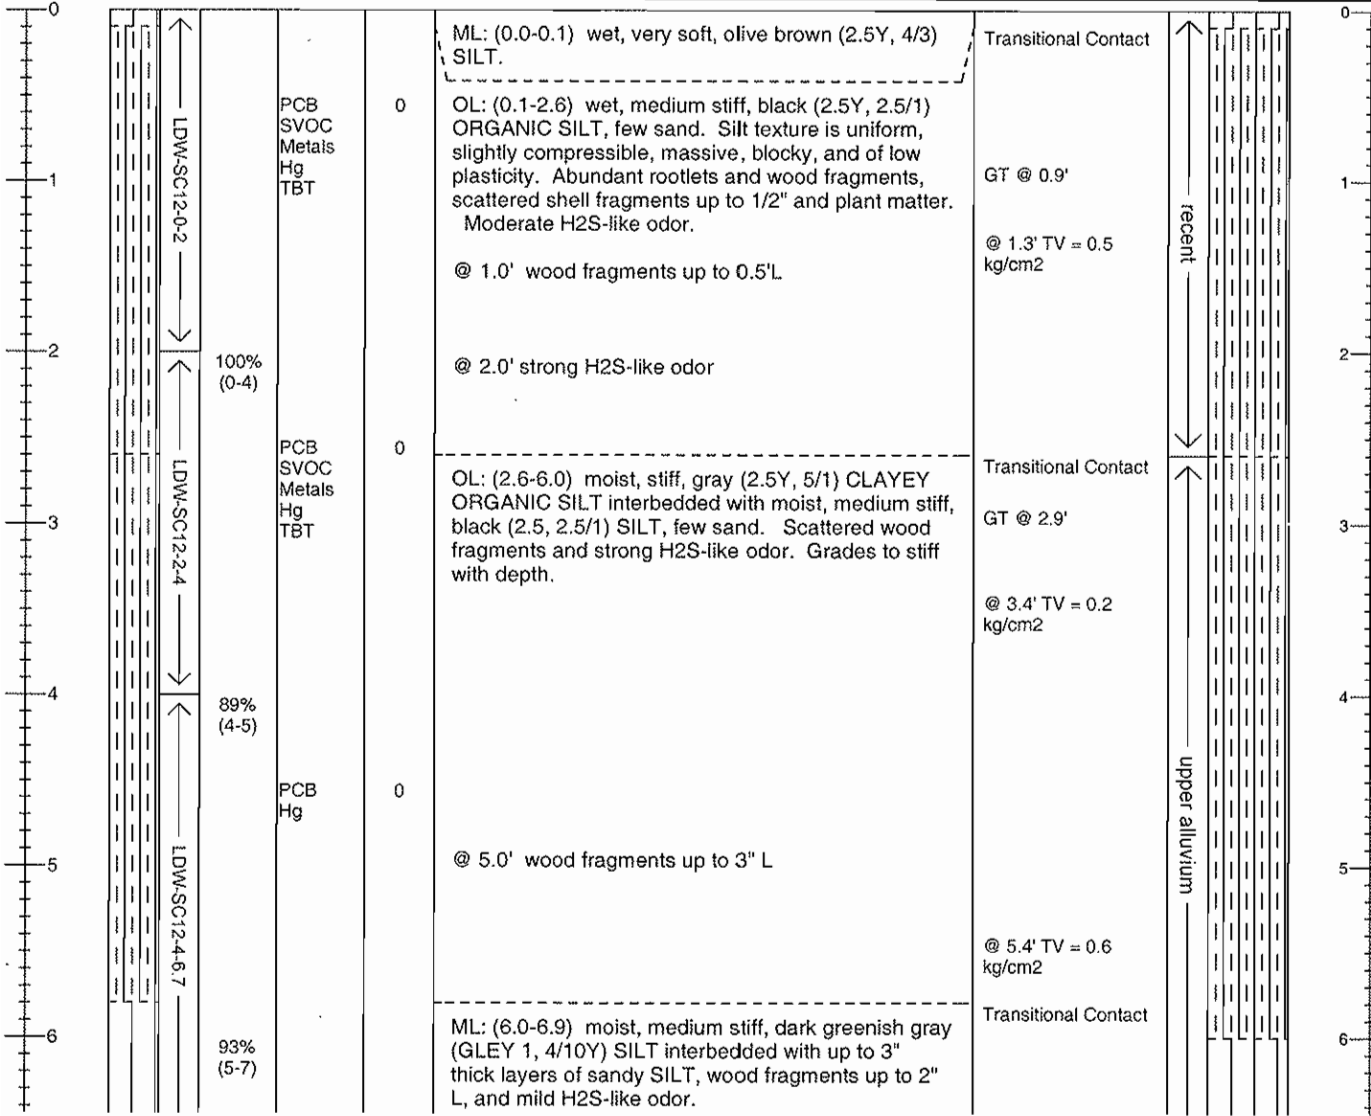 0
1
2
3
4
5
6
LDW-SC12-0-2
LDW-SC12-2-4
LDW-SC12-4-6.7
100%
(0-4)
89%
(4-5)
93%
(5-7)
PCB
SVOC
Metals
Hg
TBT
0
PCB
SVOC
Metals
Hg
TBT
0
PCB
Hg
0
ML: (0.0-0.1) wet, very soft, olive brown (2.5Y, 4/3)
SILT.
OL: (0.1-2.6) wet, medium stiff, black (2.5Y, 2.5/1)
ORGANIC SILT, few sand. Silt texture is uniform,
slightly compressible, massive, blocky, and of low
plasticity. Abundant rootlets and wood fragments,
scattered shell fragments up to 1/2" and plant matter.
Moderate H2S-like odor.
@ 1.0' wood fragments up to 0.5'L
@ 2.0' strong H2S-like odor
OL: (2.6-6.0) moist, stiff, gray (2.5Y, 5/1) CLAYEY
ORGANIC SILT interbedded with moist, medium stiff,
black (2.5, 2.5/1) SILT, few sand. Scattered wood
fragments and strong H2S-like odor. Grades to stiff
with depth.
@ 5.0' wood fragments up to 3" L
ML: (6.0-6.9) moist, medium stiff, dark greenish gray
(GLEY 1, 4/10Y) SILT interbedded with up to 3"
thick layers of sandy SILT, wood fragments up to 2"
L, and mild H2S-like odor.
Transitional Contact
GT @ 0.9'
@ 1.3' TV = 0.5
kg/cm2
Transitional Contact
GT @ 2.9'
@ 3.4' TV = 0.2
kg/cm2
@ 5.4' TV = 0.6
kg/cm2
Transitional Contact
recent
upper alluvium
0
1
2
3
4
5
6